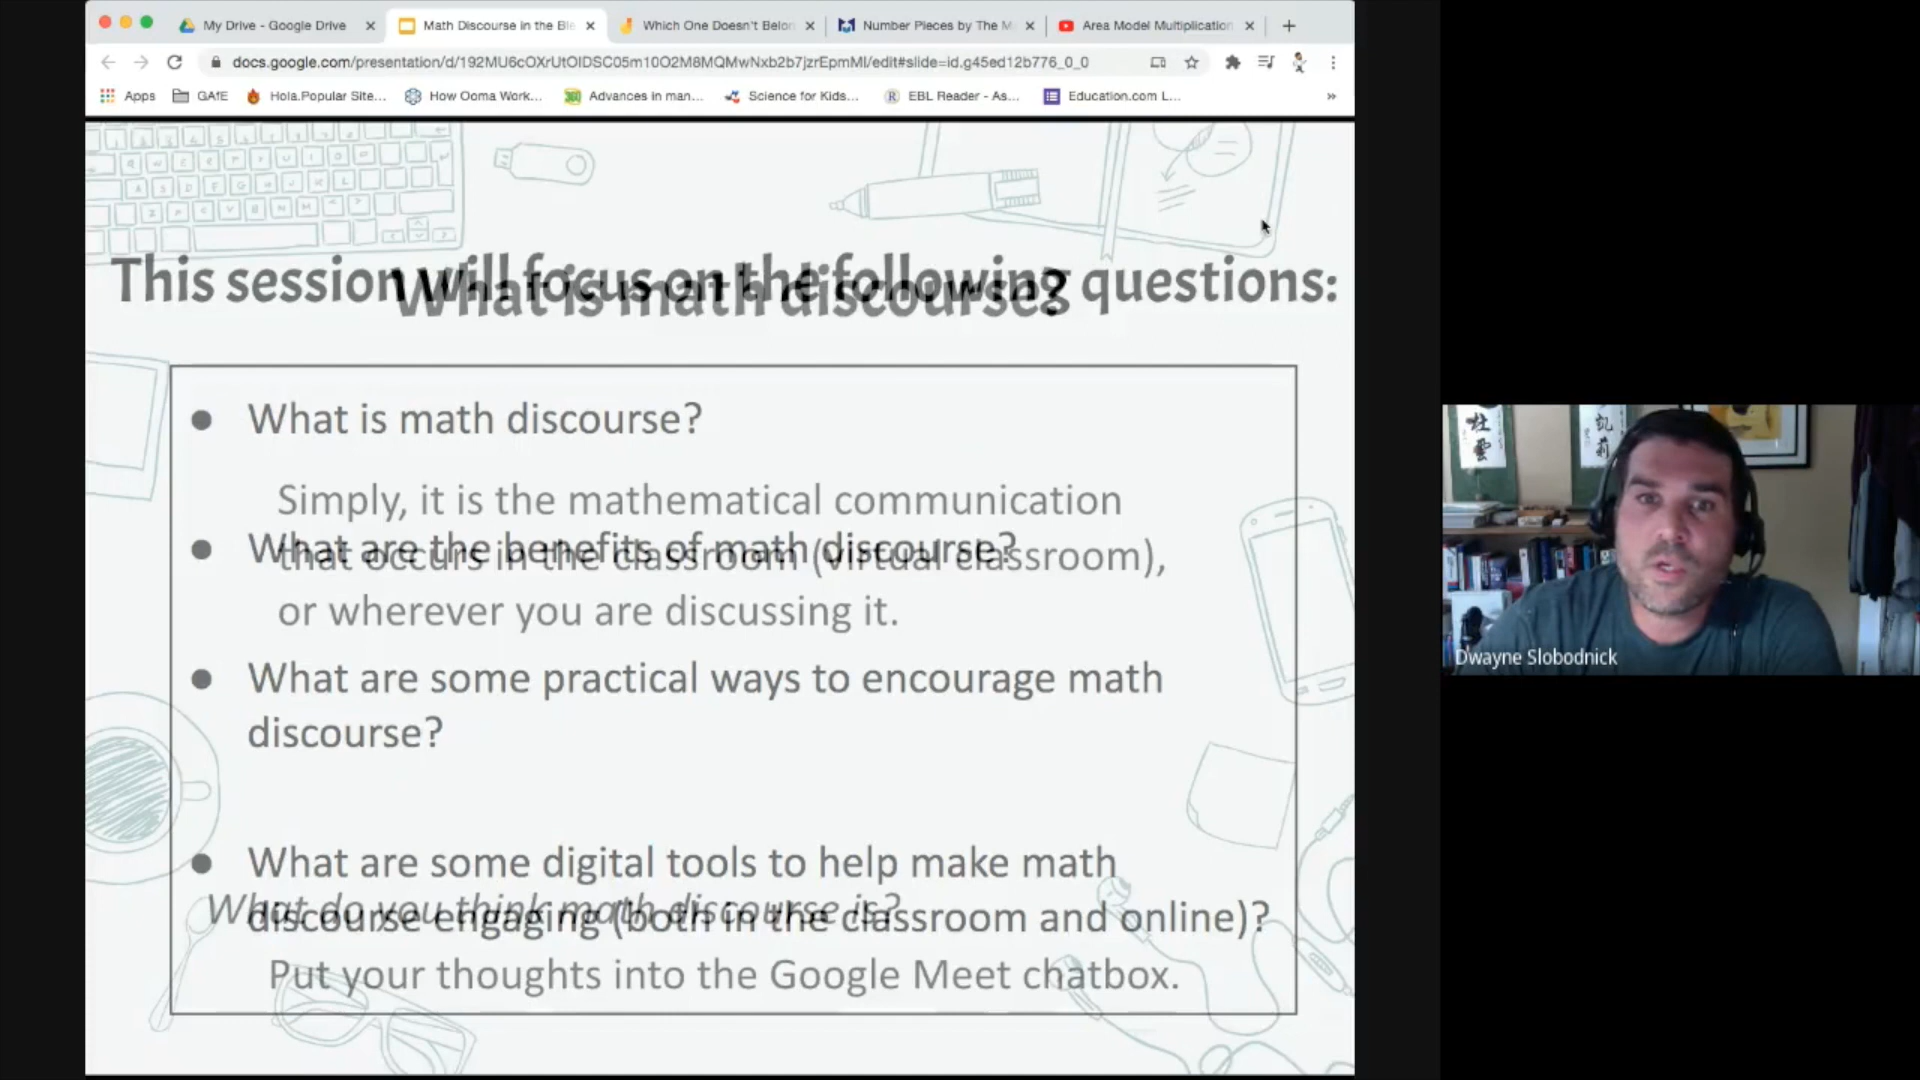 My Drive - Google Drive
Math Discourse in the Ble
Which One Doesn't Belon
Number Pieces by The M
Area Model Multiplication
docs.google.com/presentation/d/192MU6cOXrUtOIDSC05m10O2M8MQMwNxb2b7jzrEpmMI/edit#slide=id.g45ed12b776_0_0
Apps
GAfE
Hola.Popular Site...
How Ooma Work...
Advances in man...
Science for Kids...
EBL Reader - As...
Education.com L...
This session will focus on the following questions:
What is math discourse?
What is math discourse?
Simply, it is the mathematical communication
What are the benefits of math discourse?
that occurs in the classroom (virtual classroom),
or wherever you are discussing it.
What are some practical ways to encourage math
discourse?
What are some digital tools to help make math
What do you think math discourse is?
discourse engaging (both in the classroom and online)?
Put your thoughts into the Google Meet chatbox.
杜
雲
凱
莉
Dwayne Slobodnick